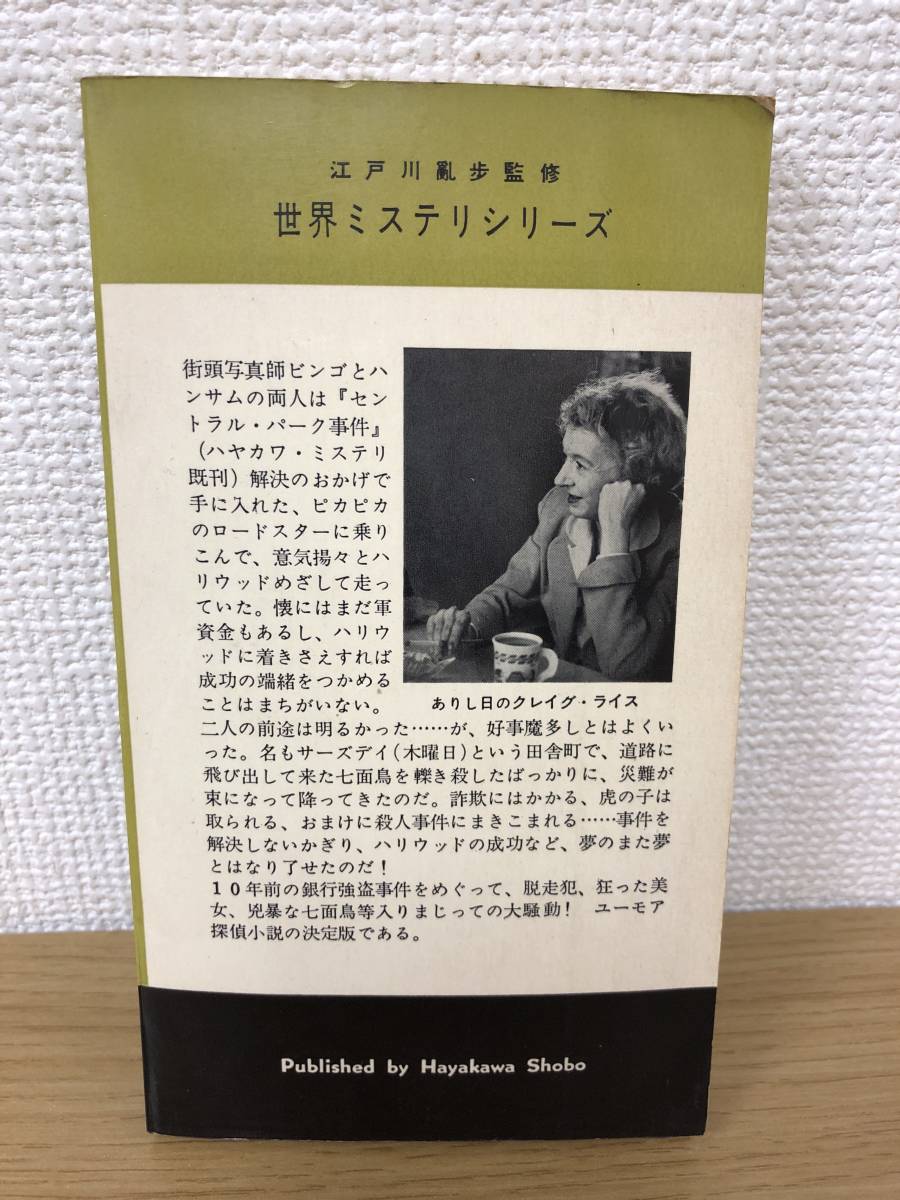 江戸川亂步監修
世界ミステリシリーズ
街頭写真師ビンゴとハ
ンサムの両人は『セン
トラル・パーク事件』
（ハヤカワ・ミステリ
既刊）解決のおかげで
手に入れた、ピカピカ
のロードスターに乗り
こんで、意気揚々とハ
リウッドめざして走っ
ていた。懐にはまだ軍
資金もあるし、ハリウ
ッドに着きさえすれば
成功の端緒をつかめる
ことはまちがいない。
ありし日のクレイグ・ライス
二人の前途は明るかった……が、好事魔多しとはよくい
った。名もサーズデイ（木曜日）という田舎町で、道路に
飛び出して来た七面鳥を轢き殺したばっかりに、災難が
束になって降ってきたのだ。詐欺にはかかる、虎の子は
取られる、おまけに殺人事件にまきこまれる……事件を
解決しないかぎり、ハリウッドの成功など、夢のまた夢
とはなり了せたのだ！
１０年前の銀行強盗事件をめぐって、脱走犯、狂った美
女、兇暴な七面鳥等入りまじっての大騒動！　ユーモア
探偵小説の決定版である。
Published by Hayakawa Shobo